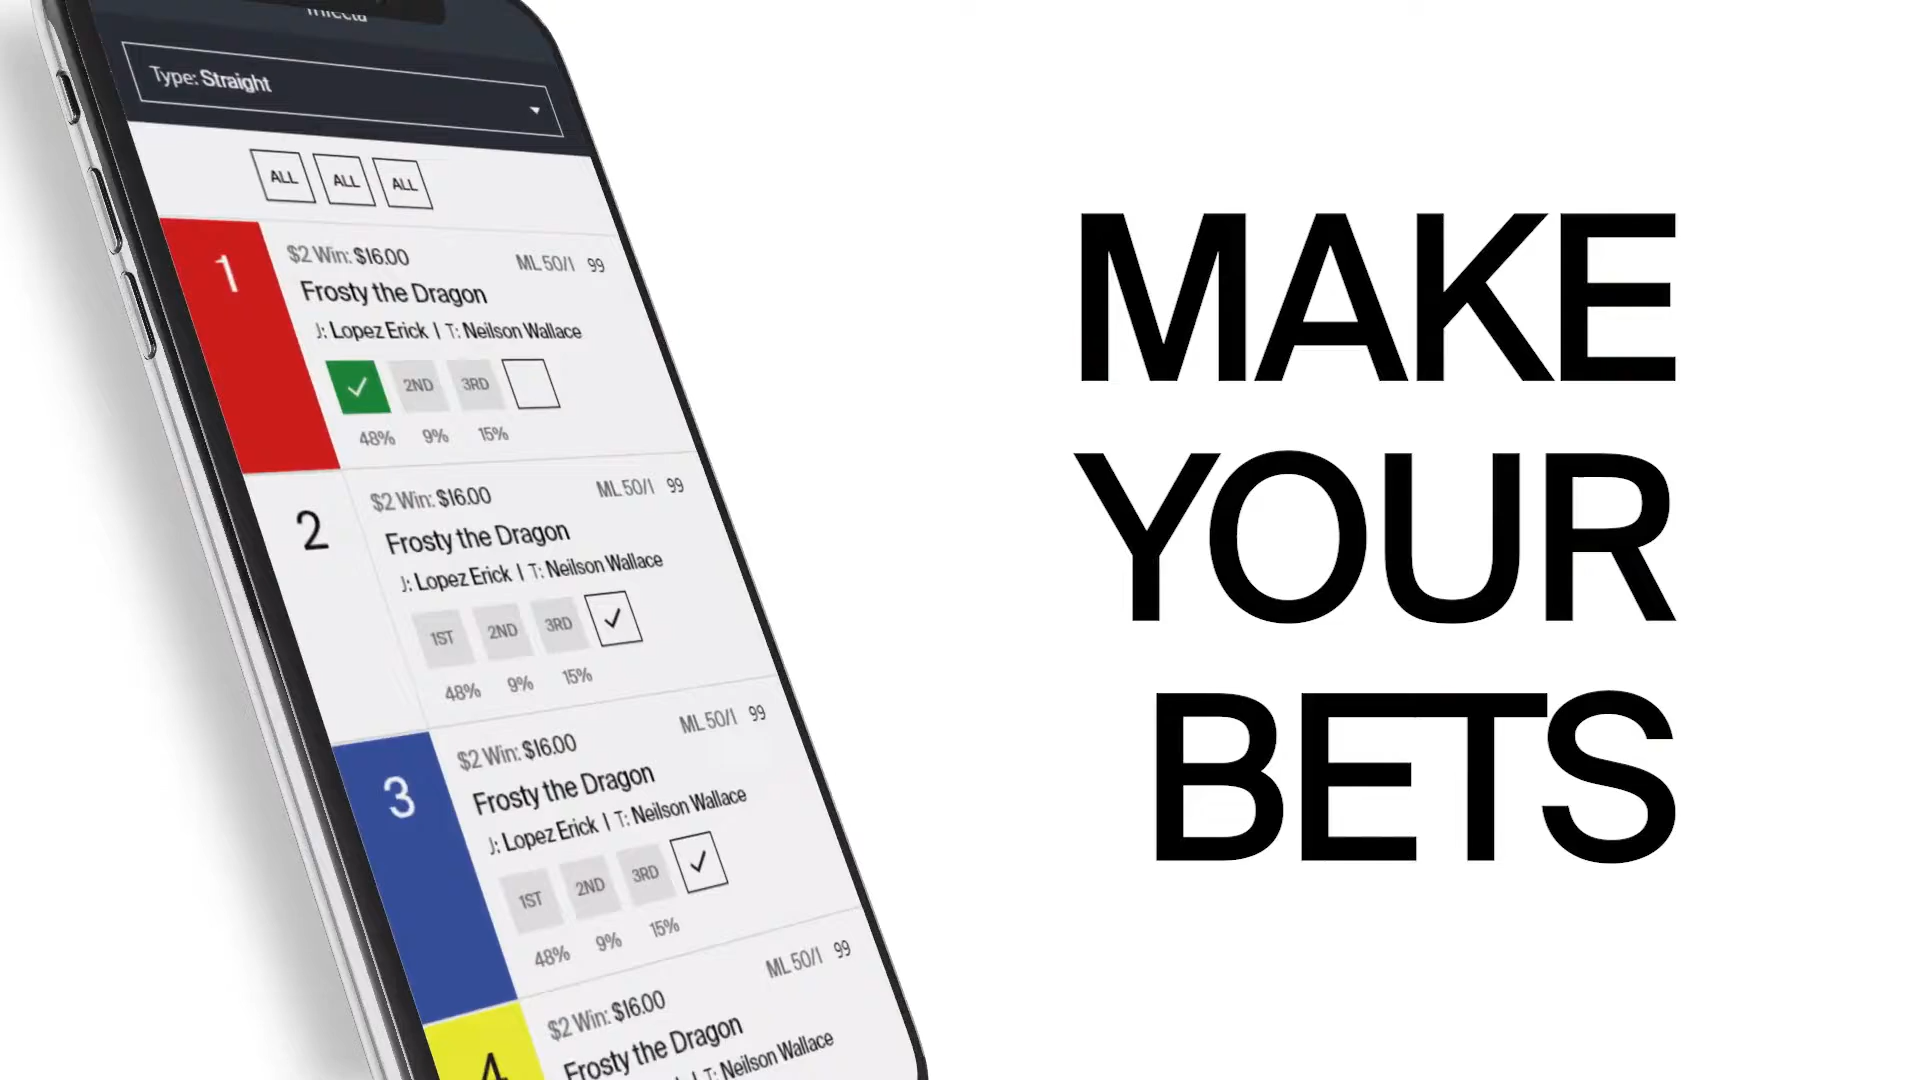 Trifecta
Type: Straight
ALL ALL ALL
1
$2 Win: $16.00 ML 50/1 99
Frosty the Dragon
J: Lopez Erick | T: Neilson Wallace
2ND 3RD
48% 9% 15%
2
$2 Win: $16.00 ML 50/1 99
Frosty the Dragon
J: Lopez Erick | T: Neilson Wallace
1ST 2ND 3RD
48% 9% 15%
3
$2 Win: $16.00 ML 50/1 99
Frosty the Dragon
J: Lopez Erick | T: Neilson Wallace
1ST 2ND 3RD
48% 9% 15%
4
$2 Win: $16.00 ML 50/1 99
Frosty the Dragon
| T: Neilson Wallace
MAKE
YOUR
BETS